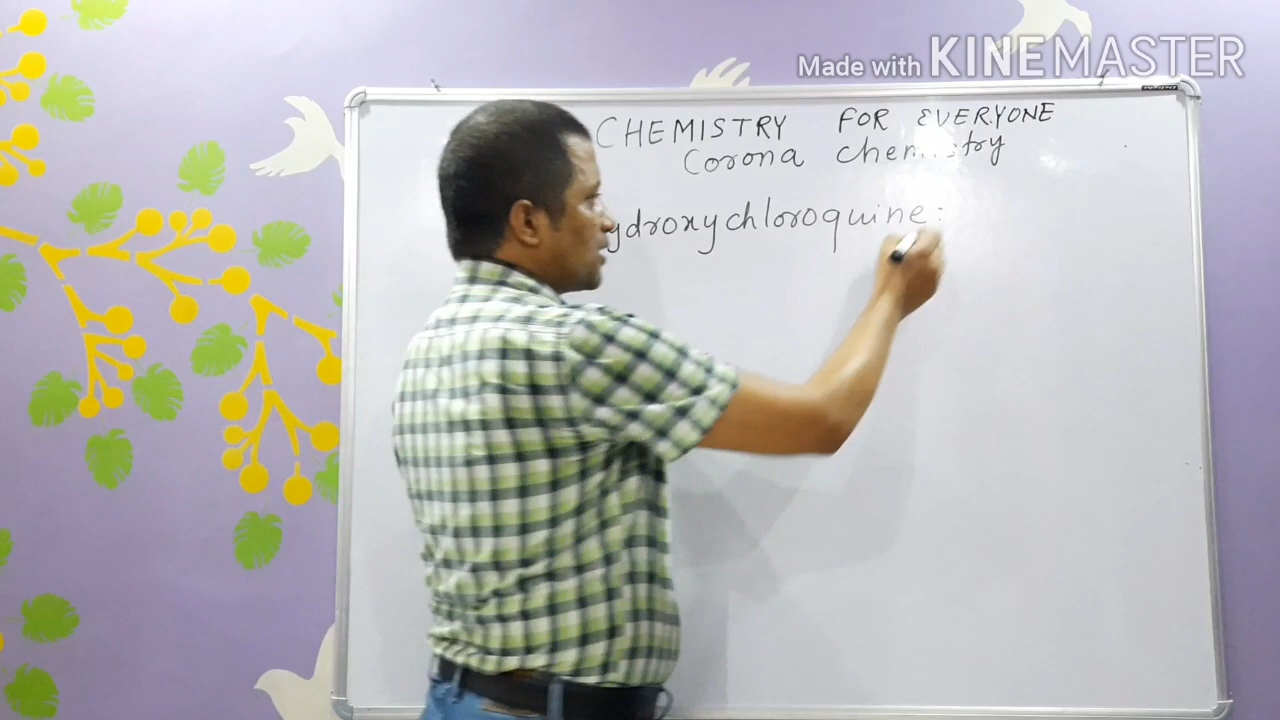 Made with KINEMASTER
CHEMISTRY FOR EVERYONE
Corona chemistry
ydroxychloroquine: